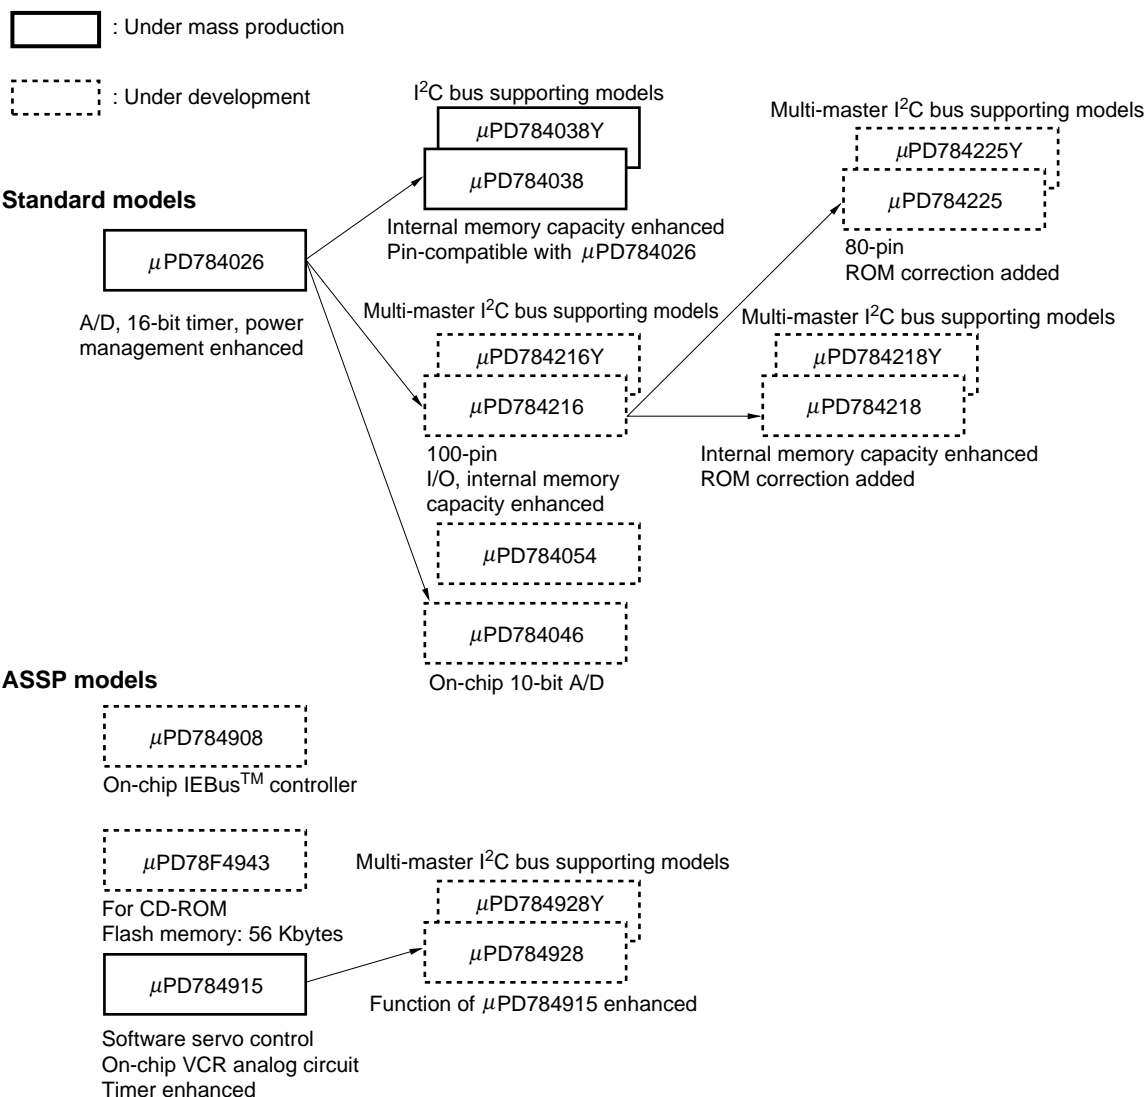 : Under mass production
: Under development
I²C bus supporting models
μPD784038Y
μPD784038
Internal memory capacity enhanced
Pin-compatible with μPD784026
Multi-master I²C bus supporting models
μPD784225Y
μPD784225
80-pin
ROM correction added
Standard models
μPD784026
A/D, 16-bit timer, power
management enhanced
Multi-master I²C bus supporting models
μPD784216Y
μPD784216
100-pin
I/O, internal memory
capacity enhanced
Multi-master I²C bus supporting models
μPD784218Y
μPD784218
Internal memory capacity enhanced
ROM correction added
μPD784054
μPD784046
On-chip 10-bit A/D
ASSP models
μPD784908
On-chip IEBus™ controller
μPD78F4943
For CD-ROM
Flash memory: 56 Kbytes
μPD784915
Software servo control
On-chip VCR analog circuit
Timer enhanced
Multi-master I²C bus supporting models
μPD784928Y
μPD784928
Function of μPD784915 enhanced